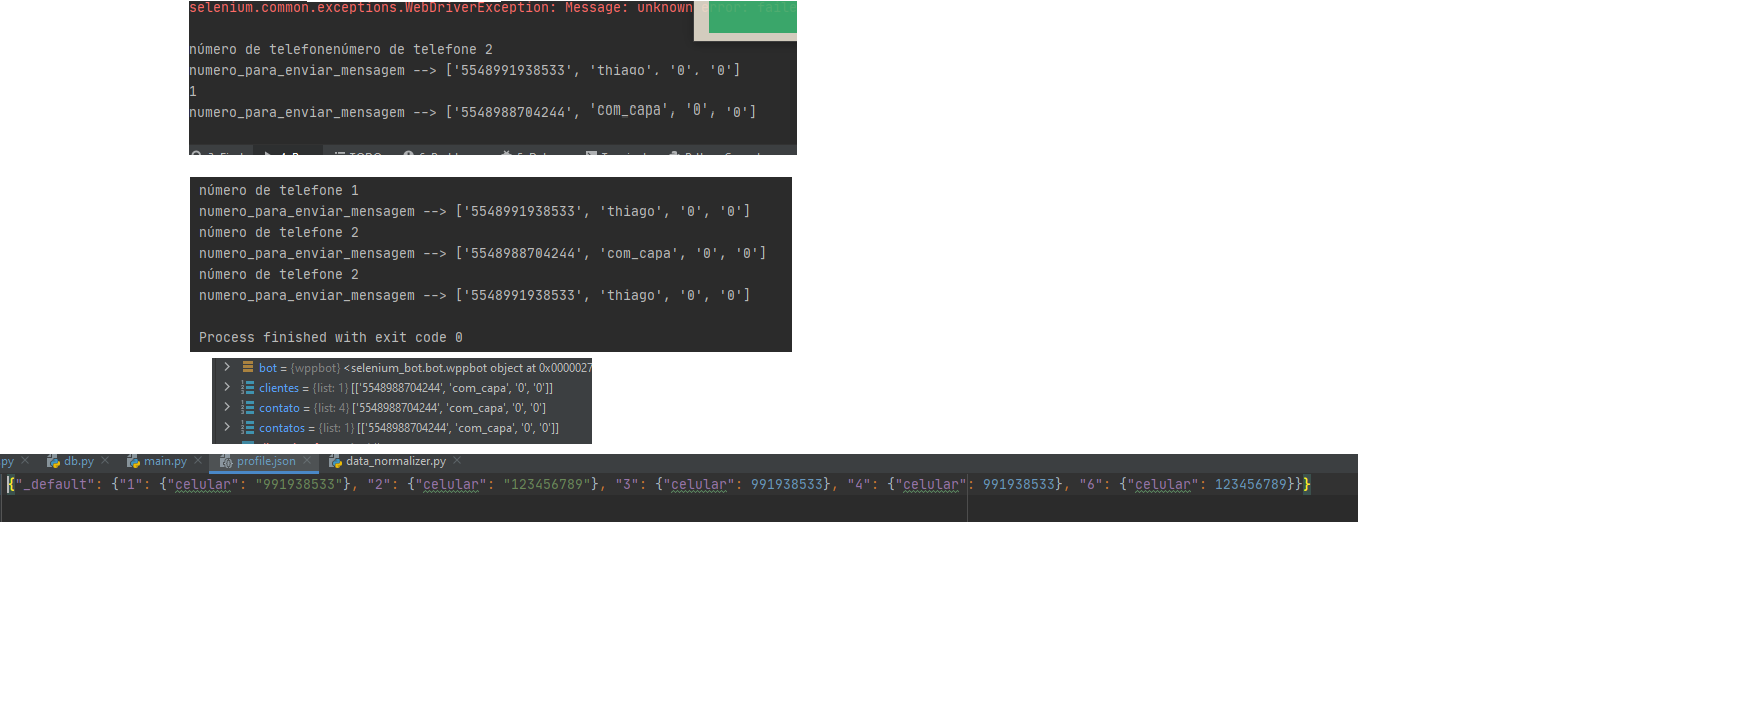 selenium.common.exceptions.WebDriverException: Message: unknown error: faile
número de telefonenúmero de telefone 2
numero_para_enviar_mensagem --> ['5548991938533', 'thiago', '0', '0']
1
numero_para_enviar_mensagem --> ['5548988704244', 'com_capa', '0', '0']
número de telefone 1
numero_para_enviar_mensagem --> ['5548991938533', 'thiago', '0', '0']
número de telefone 2
numero_para_enviar_mensagem --> ['5548988704244', 'com_capa', '0', '0']
número de telefone 2
numero_para_enviar_mensagem --> ['5548991938533', 'thiago', '0', '0']
Process finished with exit code 0
bot = {wppbot} <selenium_bot.bot.wppbot object at 0x0000027
clientes = {list: 1} [['5548988704244', 'com_capa', '0', '0']]
contato = {list: 4} ['5548988704244', 'com_capa', '0', '0']
contatos = {list: 1} [['5548988704244', 'com_capa', '0', '0']]
py db.py main.py profile.json data_normalizer.py
{"_default": {"1": {"celular": "991938533"}, "2": {"celular": "123456789"}, "3": {"celular": 991938533}, "4": {"celular": 991938533}, "6": {"celular": 123456789}}}